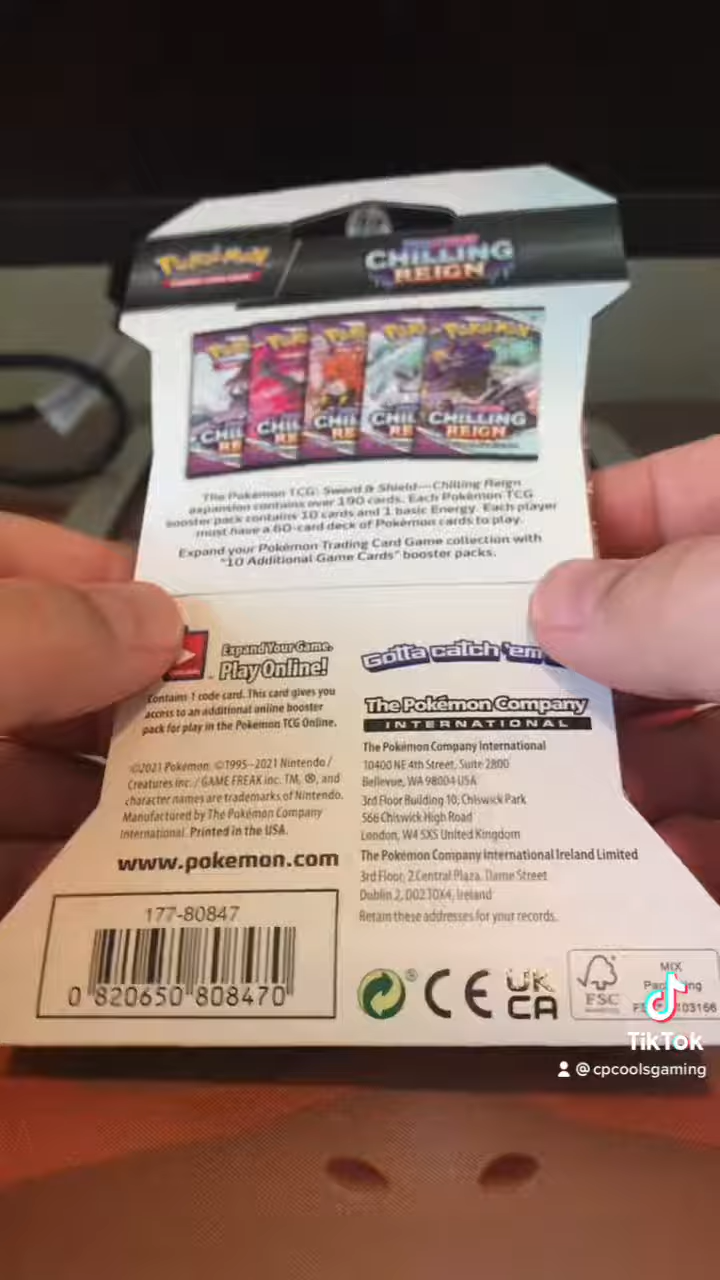 Pokémon
CHILLING
REIGN
Pokémon
CHILLING
REIGN
The Pokémon TCG: Sword & Shield—Chilling Reign
expansion contains over 190 cards. Each Pokémon TCG
booster pack contains 10 cards and 1 basic Energy. Each player
must have a 60-card deck of Pokémon cards to play.
Expand your Pokémon Trading Card Game collection with
"10 Additional Game Cards" booster packs.
Expand Your Game.
Play Online!
Contains 1 code card. This card gives you
access to an additional online booster
pack for play in the Pokémon TCG Online.
©2021 Pokémon. ©1995–2021 Nintendo /
Creatures Inc. / GAME FREAK inc. TM, ®, and
character names are trademarks of Nintendo.
Manufactured by The Pokémon Company
International. Printed in the USA.
www.pokemon.com
177-80847
0 820650 808470
Gotta catch 'em
The Pokémon Company
INTERNATIONAL
The Pokémon Company International
10400 NE 4th Street, Suite 2800
Bellevue, WA 98004 USA
3rd Floor Building 10, Chiswick Park
566 Chiswick High Road
London, W4 5XS United Kingdom
The Pokémon Company International Ireland Limited
3rd Floor, 2 Central Plaza, Dame Street
Dublin 2, D02 T0X4, Ireland
Retain these addresses for your records.
®
CE
UK
CA
FSC
MIX
TikTok
@cpcoolsgaming